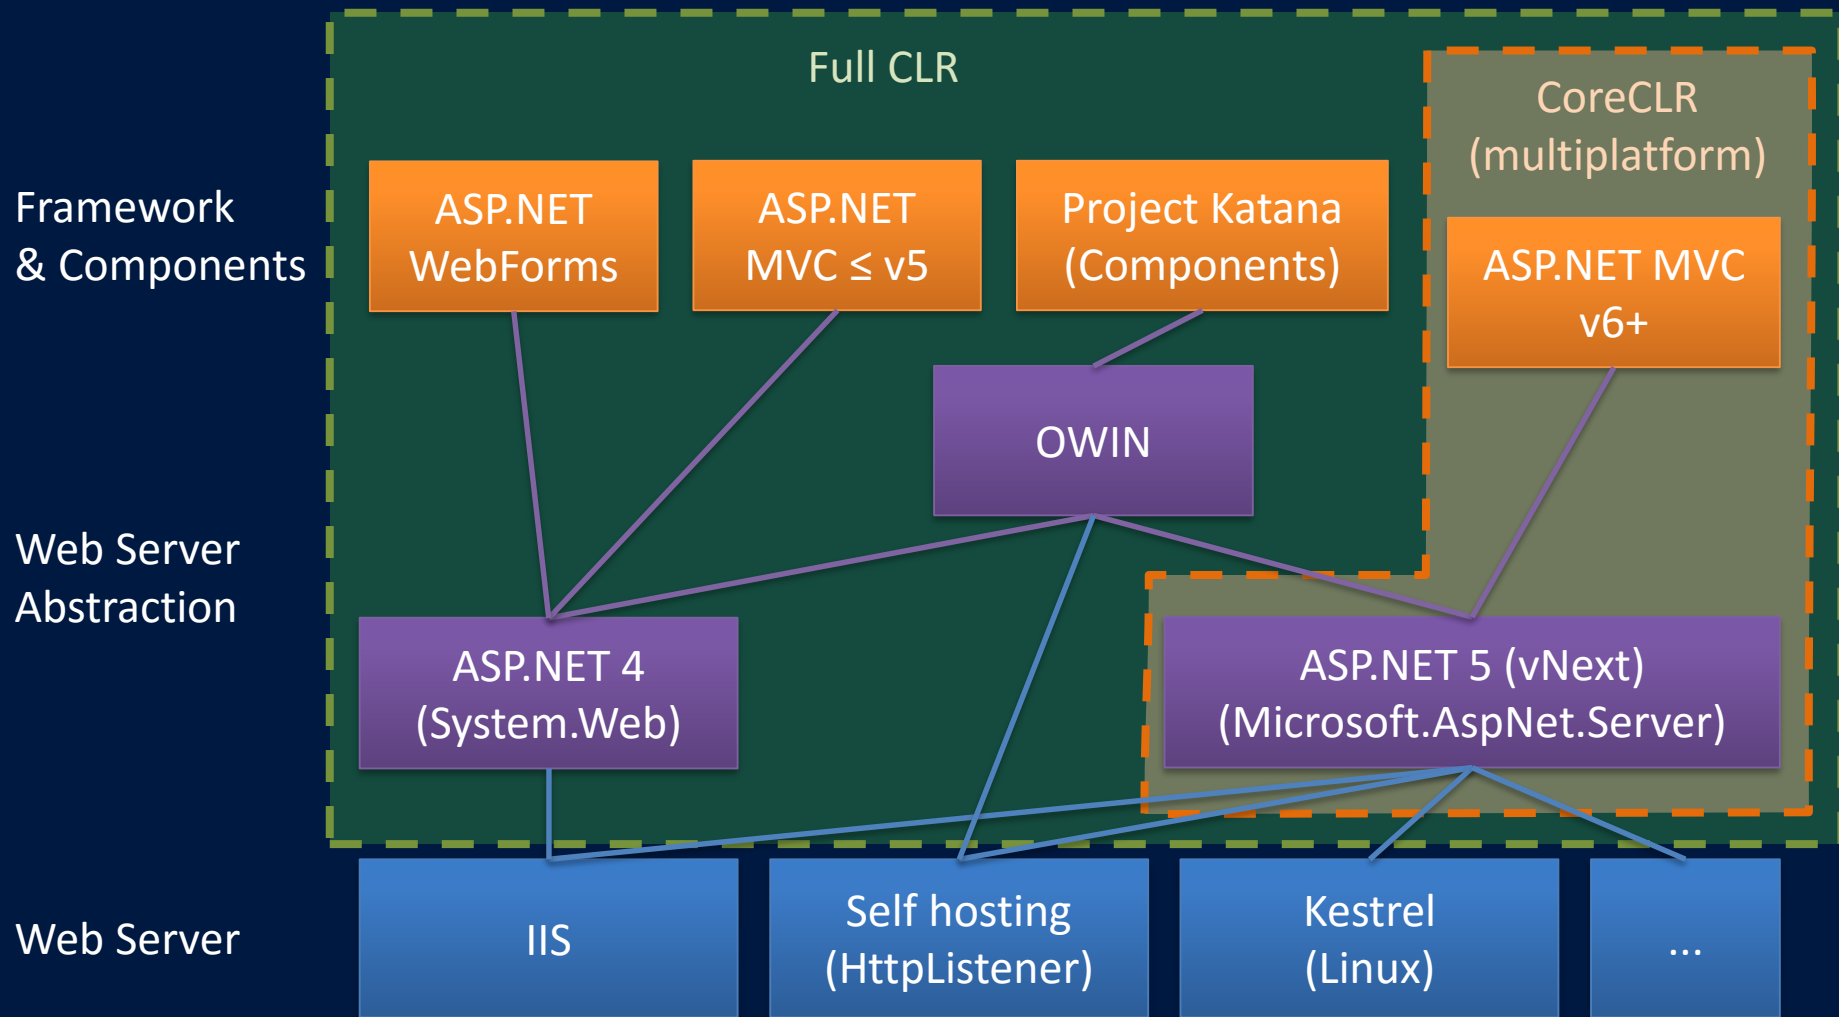 Full CLR
CoreCLR
(multiplatform)
Framework
& Components
ASP.NET
WebForms
ASP.NET
MVC ≤ v5
Project Katana
(Components)
ASP.NET MVC
v6+
OWIN
Web Server
Abstraction
ASP.NET 4
(System.Web)
ASP.NET 5 (vNext)
(Microsoft.AspNet.Server)
Web Server
IIS
Self hosting
(HttpListener)
Kestrel
(Linux)
...